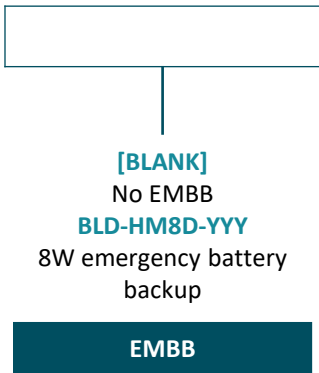 [BLANK]
No EMBB
BLD-HM8D-YYY
8W emergency battery
backup
EMBB